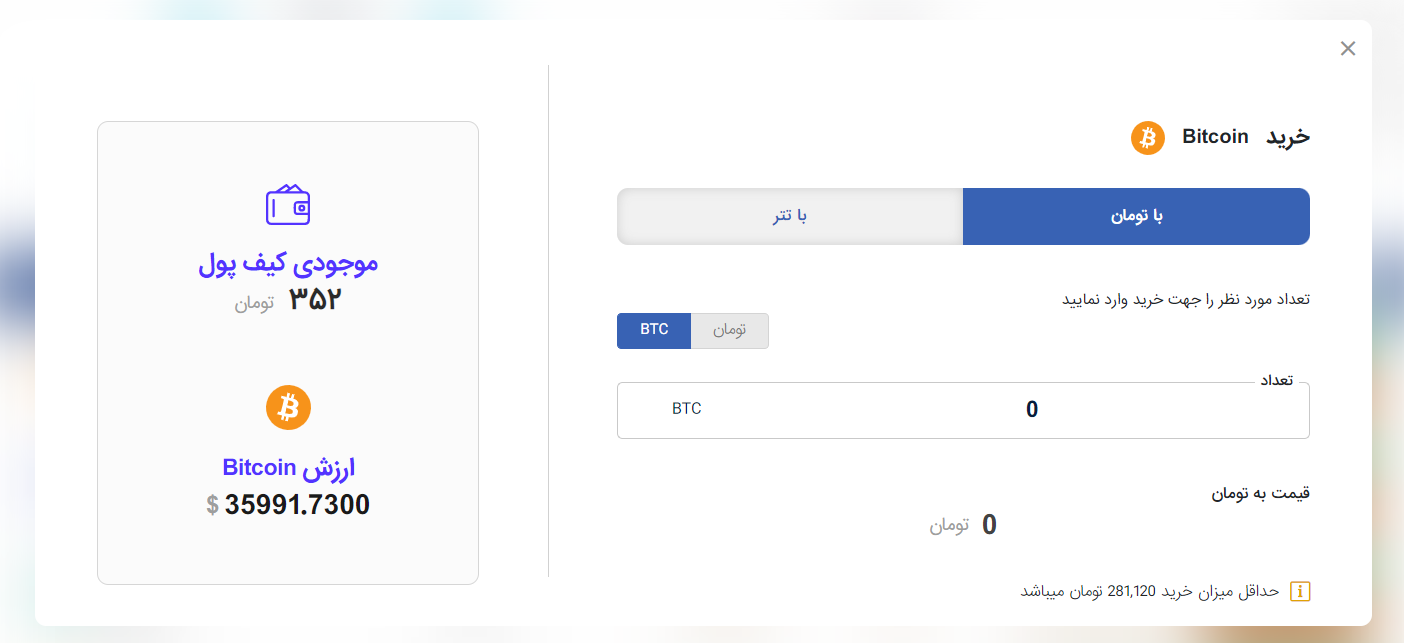 خرید Bitcoin
با تومان
با تتر
تعداد مورد نظر را جهت خرید وارد نمایید
تومان
BTC
تعداد
0 BTC
قیمت به تومان
0 تومان
حداقل میزان خرید 281,120 تومان میباشد
موجودی کیف پول
۳۵۲ تومان
ارزش Bitcoin
35991.7300 $